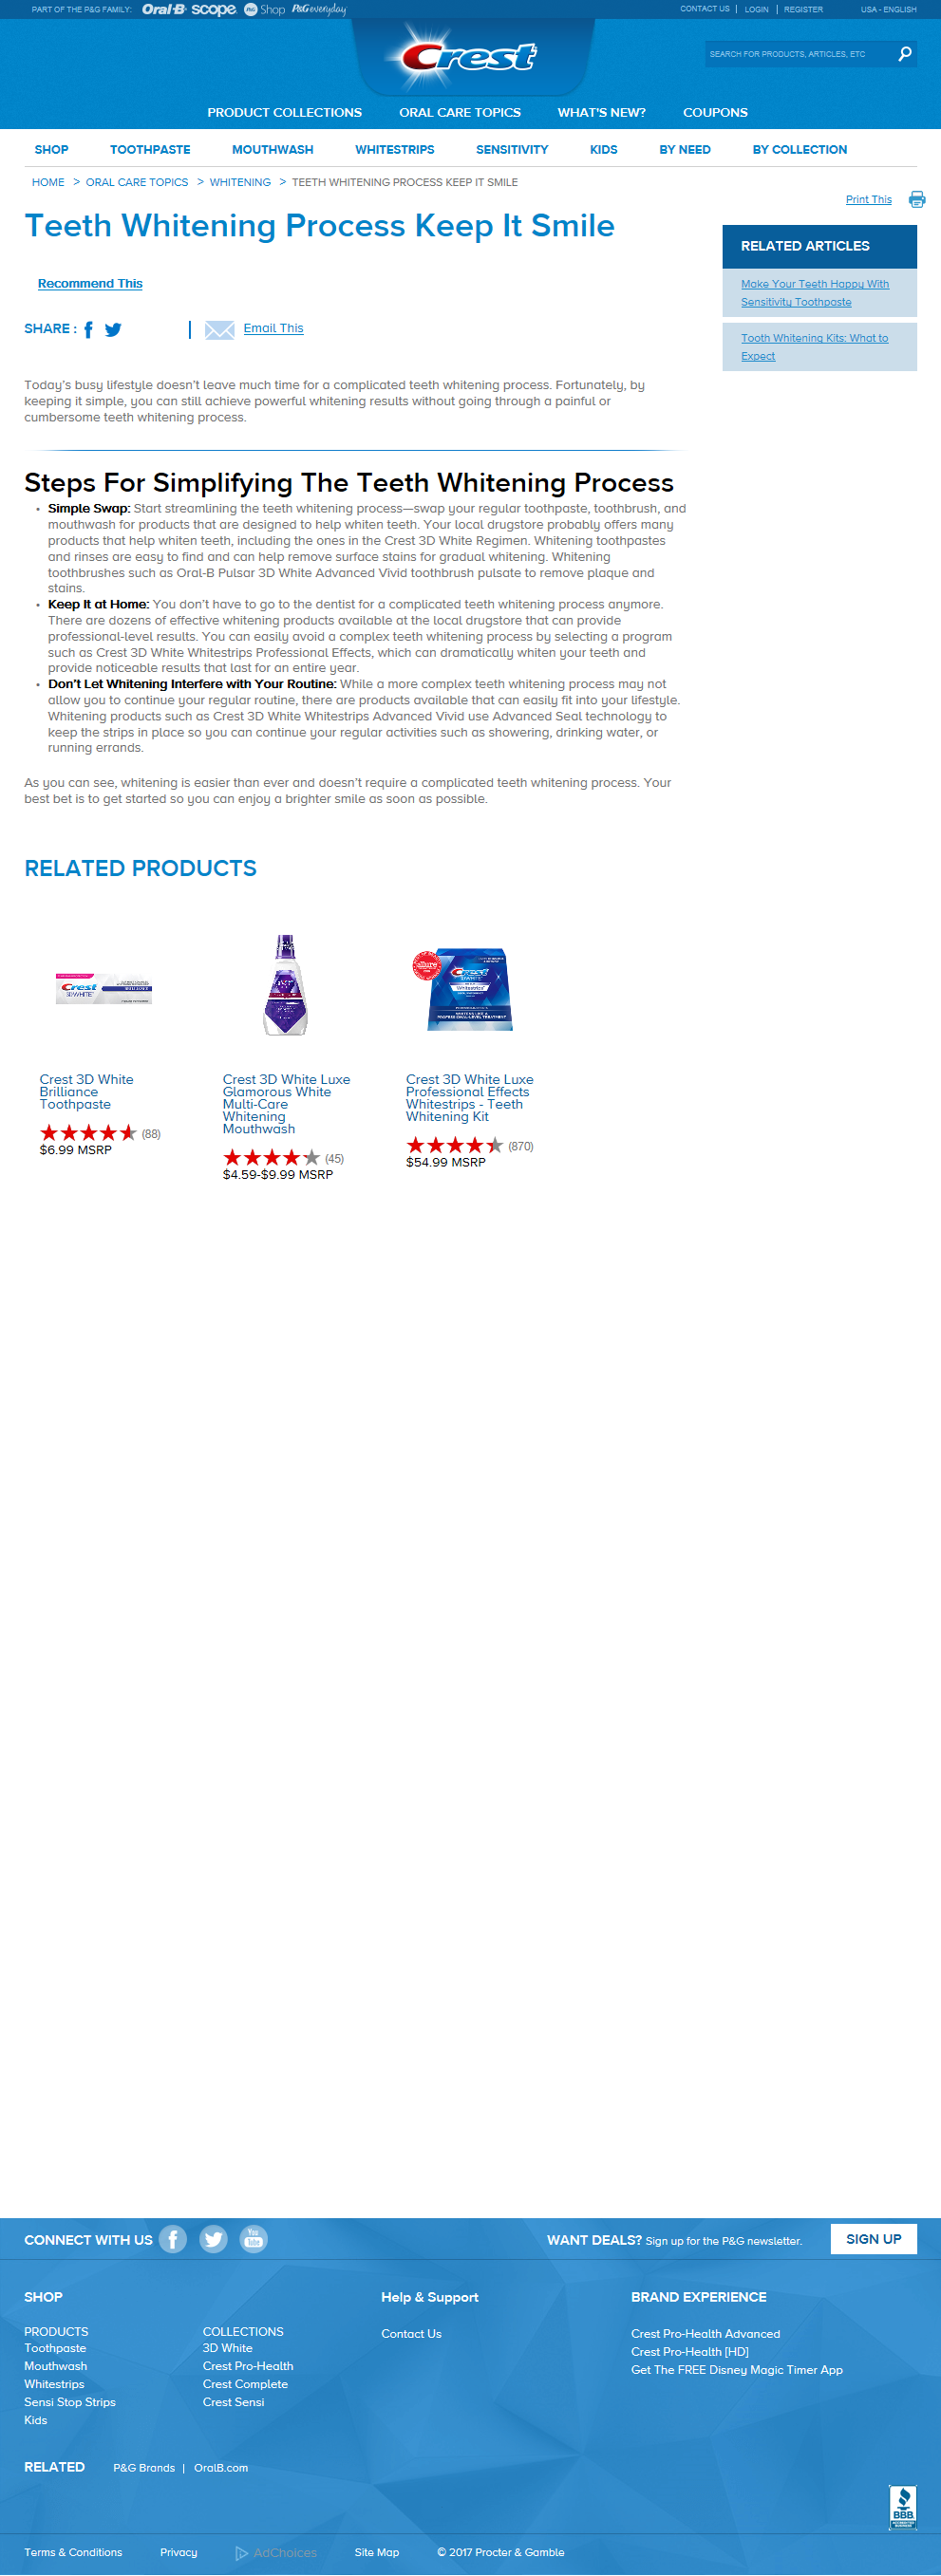 PART OF THE P&G FAMILY: Oral-B scope P&G Shop P&G everyday CONTACT US | LOGIN | REGISTER USA - ENGLISH
Crest
SEARCH FOR PRODUCTS, ARTICLES, ETC
PRODUCT COLLECTIONS ORAL CARE TOPICS WHAT'S NEW? COUPONS
SHOP TOOTHPASTE MOUTHWASH WHITESTRIPS SENSITIVITY KIDS BY NEED BY COLLECTION
HOME > ORAL CARE TOPICS > WHITENING > TEETH WHITENING PROCESS KEEP IT SMILE
Print This
Teeth Whitening Process Keep It Smile
RELATED ARTICLES
Make Your Teeth Happy With
Sensitivity Toothpaste
Tooth Whitening Kits: What to
Expect
Recommend This
SHARE : | Email This
Today's busy lifestyle doesn't leave much time for a complicated teeth whitening process. Fortunately, by
keeping it simple, you can still achieve powerful whitening results without going through a painful or
cumbersome teeth whitening process.
Steps For Simplifying The Teeth Whitening Process
• Simple Swap: Start streamlining the teeth whitening process—swap your regular toothpaste, toothbrush, and
mouthwash for products that are designed to help whiten teeth. Your local drugstore probably offers many
products that help whiten teeth, including the ones in the Crest 3D White Regimen. Whitening toothpastes
and rinses are easy to find and can help remove surface stains for gradual whitening. Whitening
toothbrushes such as Oral-B Pulsar 3D White Advanced Vivid toothbrush pulsate to remove plaque and
stains.
• Keep It at Home: You don't have to go to the dentist for a complicated teeth whitening process anymore.
There are dozens of effective whitening products available at the local drugstore that can provide
professional-level results. You can easily avoid a complex teeth whitening process by selecting a program
such as Crest 3D White Whitestrips Professional Effects, which can dramatically whiten your teeth and
provide noticeable results that last for an entire year.
• Don't Let Whitening Interfere with Your Routine: While a more complex teeth whitening process may not
allow you to continue your regular routine, there are products available that can easily fit into your lifestyle.
Whitening products such as Crest 3D White Whitestrips Advanced Vivid use Advanced Seal technology to
keep the strips in place so you can continue your regular activities such as showering, drinking water, or
running errands.
As you can see, whitening is easier than ever and doesn't require a complicated teeth whitening process. Your
best bet is to get started so you can enjoy a brighter smile as soon as possible.
RELATED PRODUCTS
Crest
3D WHITE
BRILLIANCE
allure
Crest
3D WHITE
Whitestrips
Crest 3D White
Brilliance
Toothpaste
(88)
$6.99 MSRP
Crest 3D White Luxe
Glamorous White
Multi-Care
Whitening
Mouthwash
(45)
$4.59-$9.99 MSRP
Crest 3D White Luxe
Professional Effects
Whitestrips - Teeth
Whitening Kit
(870)
$54.99 MSRP
CONNECT WITH US You Tube WANT DEALS? Sign up for the P&G newsletter. SIGN UP
SHOP Help & Support BRAND EXPERIENCE
PRODUCTS
Toothpaste
Mouthwash
Whitestrips
Sensi Stop Strips
Kids
COLLECTIONS
3D White
Crest Pro-Health
Crest Complete
Crest Sensi
Contact Us
Crest Pro-Health Advanced
Crest Pro-Health [HD]
Get The FREE Disney Magic Timer App
RELATED P&G Brands | OralB.com
BBB
Terms & Conditions Privacy AdChoices Site Map © 2017 Procter & Gamble